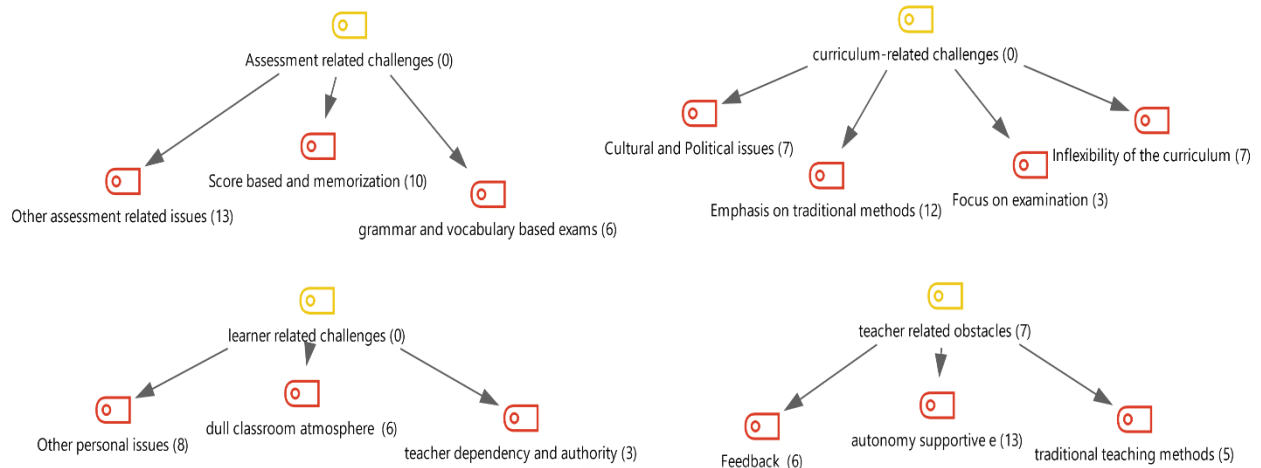 Assessment related challenges (0)
Other assessment related issues (13)
Score based and memorization (10)
grammar and vocabulary based exams (6)
curriculum-related challenges (0)
Cultural and Political issues (7)
Emphasis on traditional methods (12)
Focus on examination (3)
Inflexibility of the curriculum (7)
learner related challenges (0)
Other personal issues (8)
dull classroom atmosphere (6)
teacher dependency and authority (3)
teacher related obstacles (7)
Feedback (6)
autonomy supportive e (13)
traditional teaching methods (5)